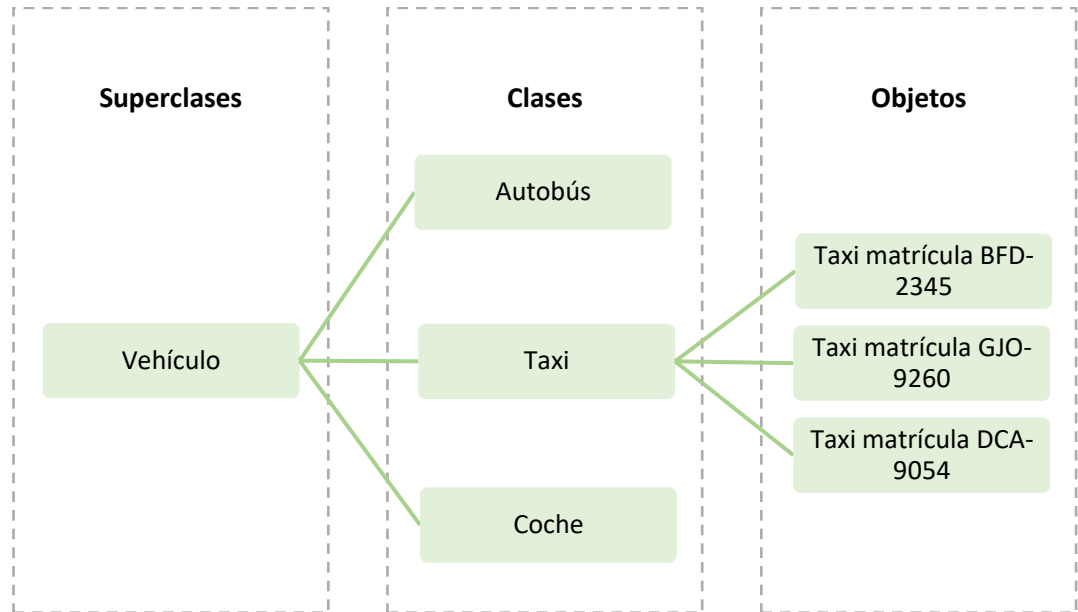 Superclases
Clases
Objetos
Autobús
Vehículo
Taxi
Coche
Taxi matrícula BFD-
2345
Taxi matrícula GJO-
9260
Taxi matrícula DCA-
9054